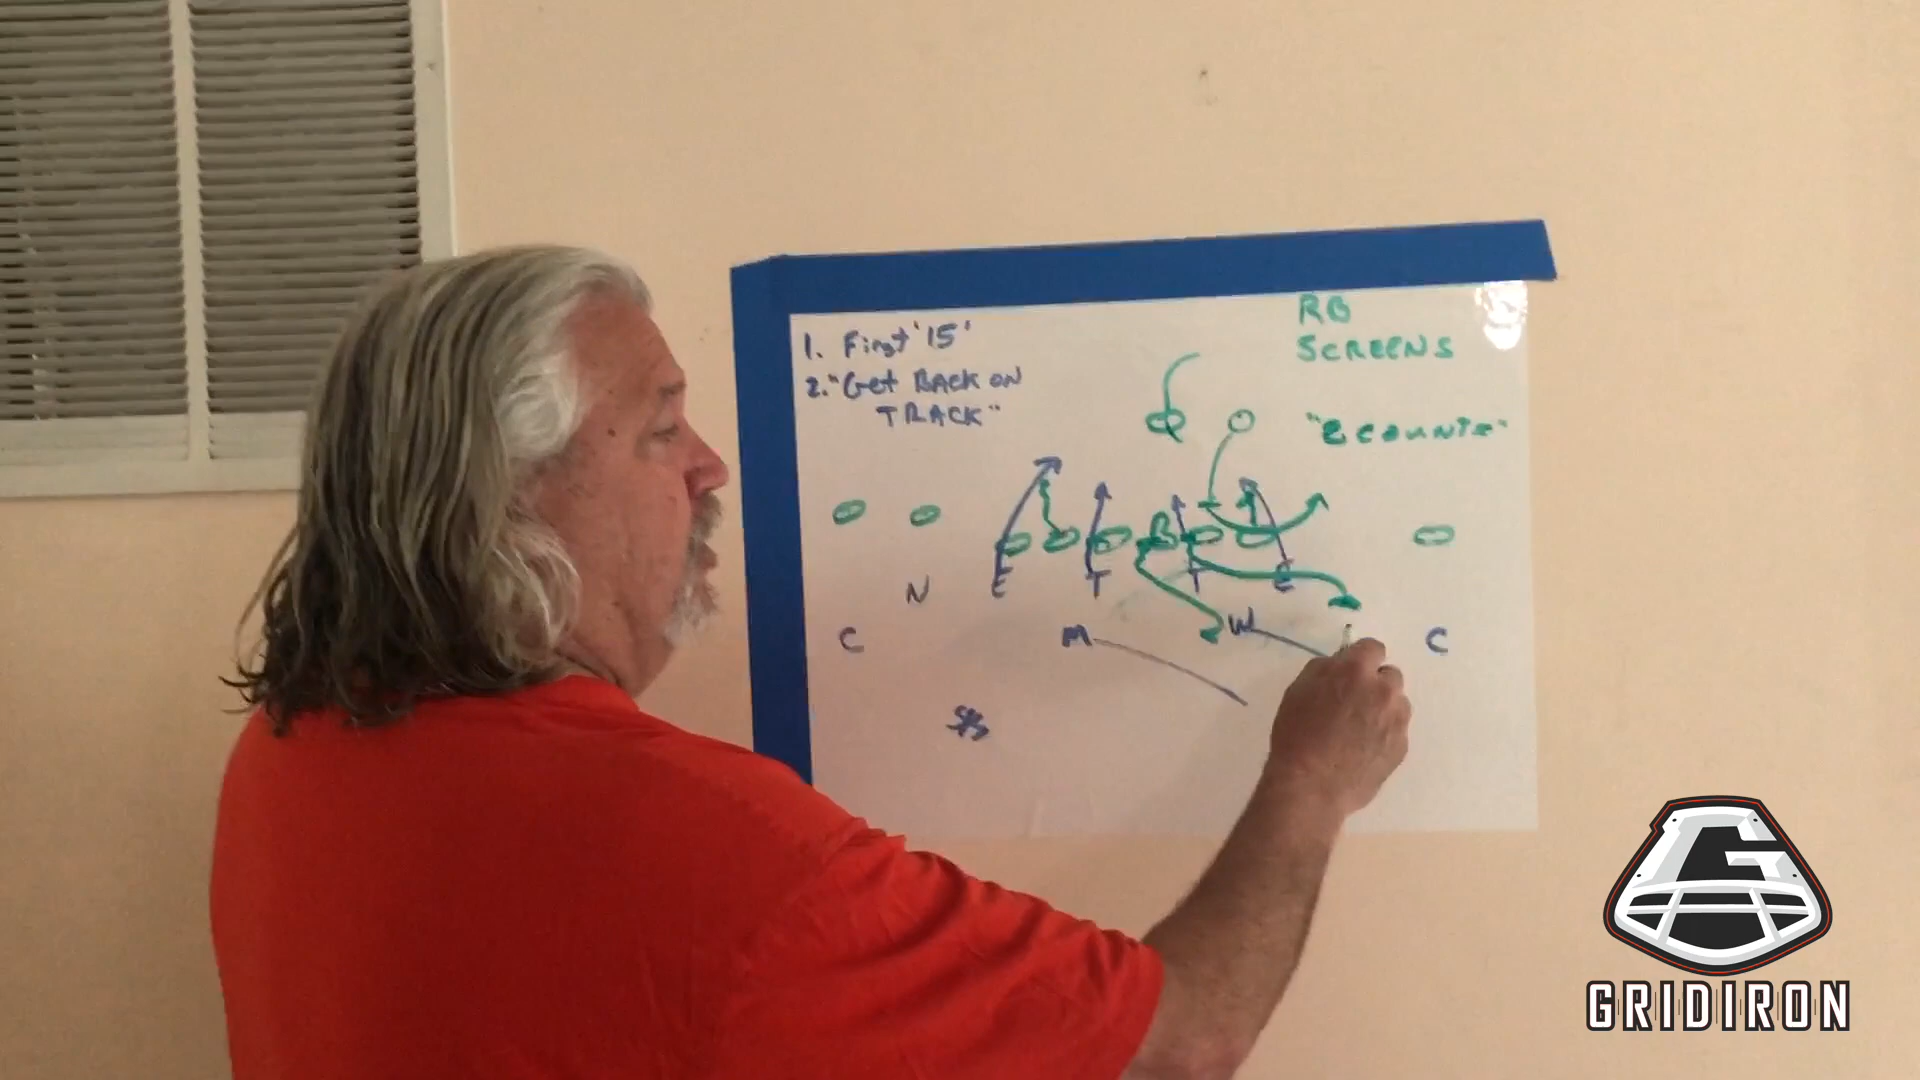 1. First '15'
2. "Get BACK ON
TRACK"
RB
SCREENS
B
N
E
T
T
E
C
M
W
C
GRIDIRON